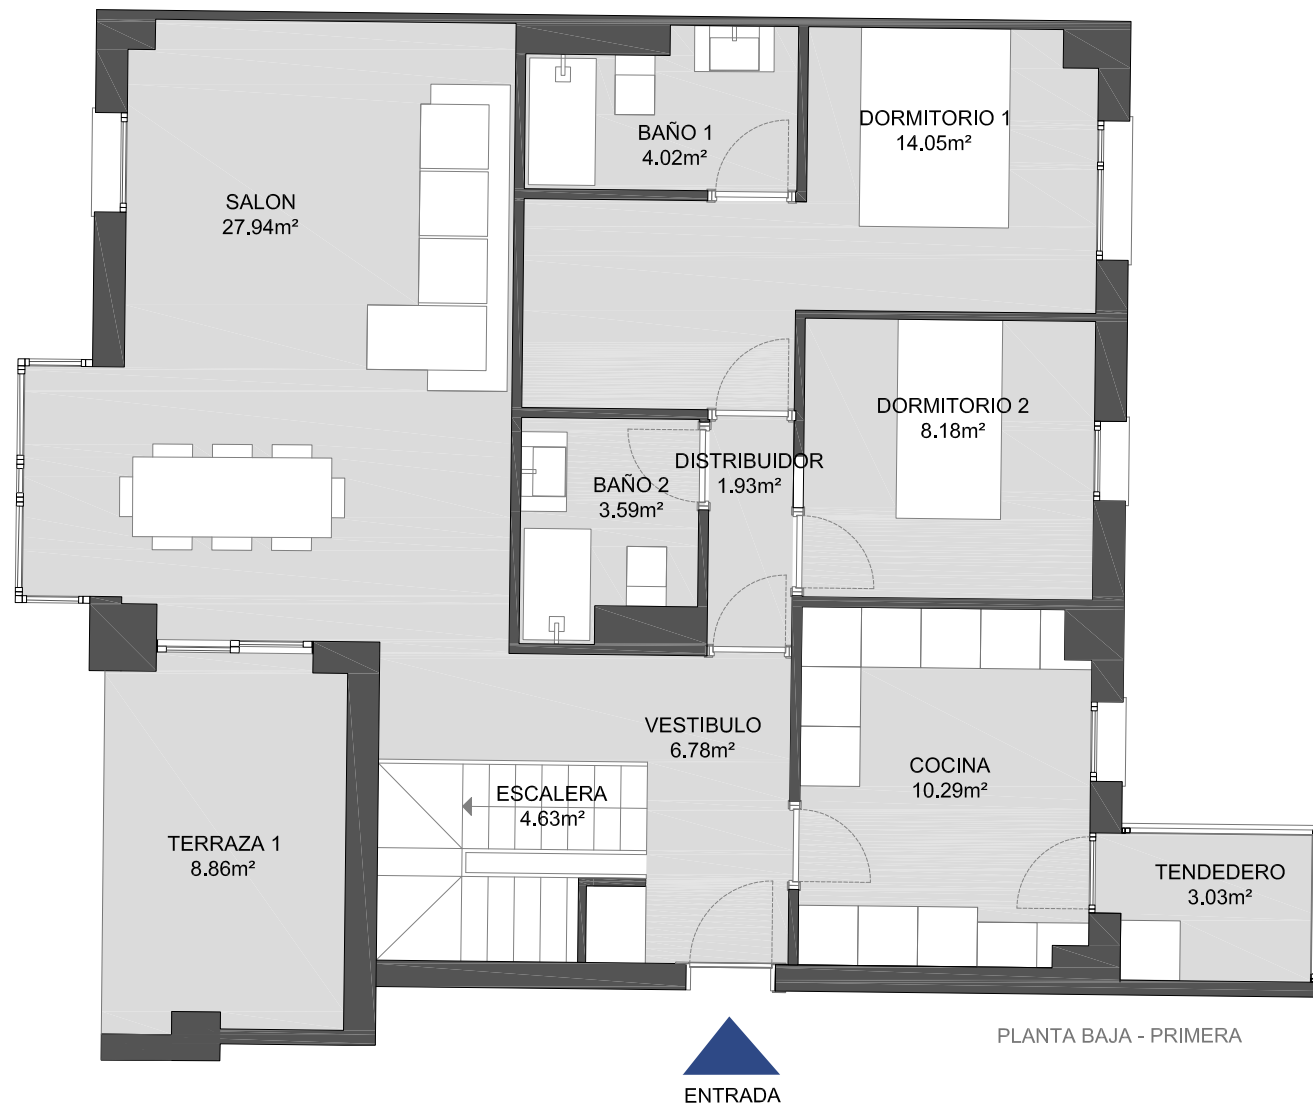 BAÑO 1
4.02m²
DORMITORIO 1
14.05m²
SALON
27.94m²
DORMITORIO 2
8.18m²
DISTRIBUIDOR
1.93m²
BAÑO 2
3.59m²
VESTIBULO
6.78m²
COCINA
10.29m²
ESCALERA
4.63m²
TERRAZA 1
8.86m²
TENDEDERO
3.03m²
PLANTA BAJA - PRIMERA
ENTRADA